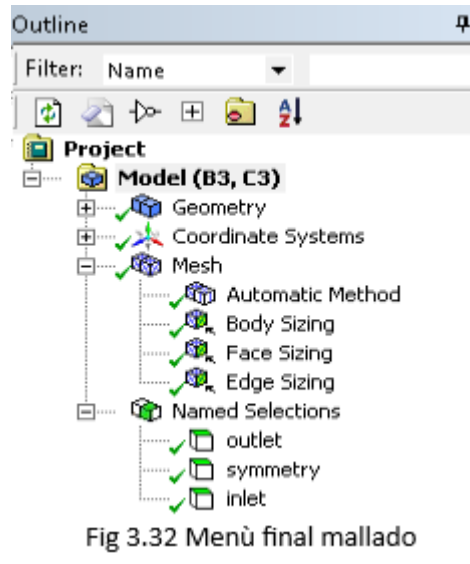 Outline
Filter: Name
Project
Model (B3, C3)
Geometry
Coordinate Systems
Mesh
Automatic Method
Body Sizing
Face Sizing
Edge Sizing
Named Selections
outlet
symmetry
inlet
Fig 3.32 Menù final mallado